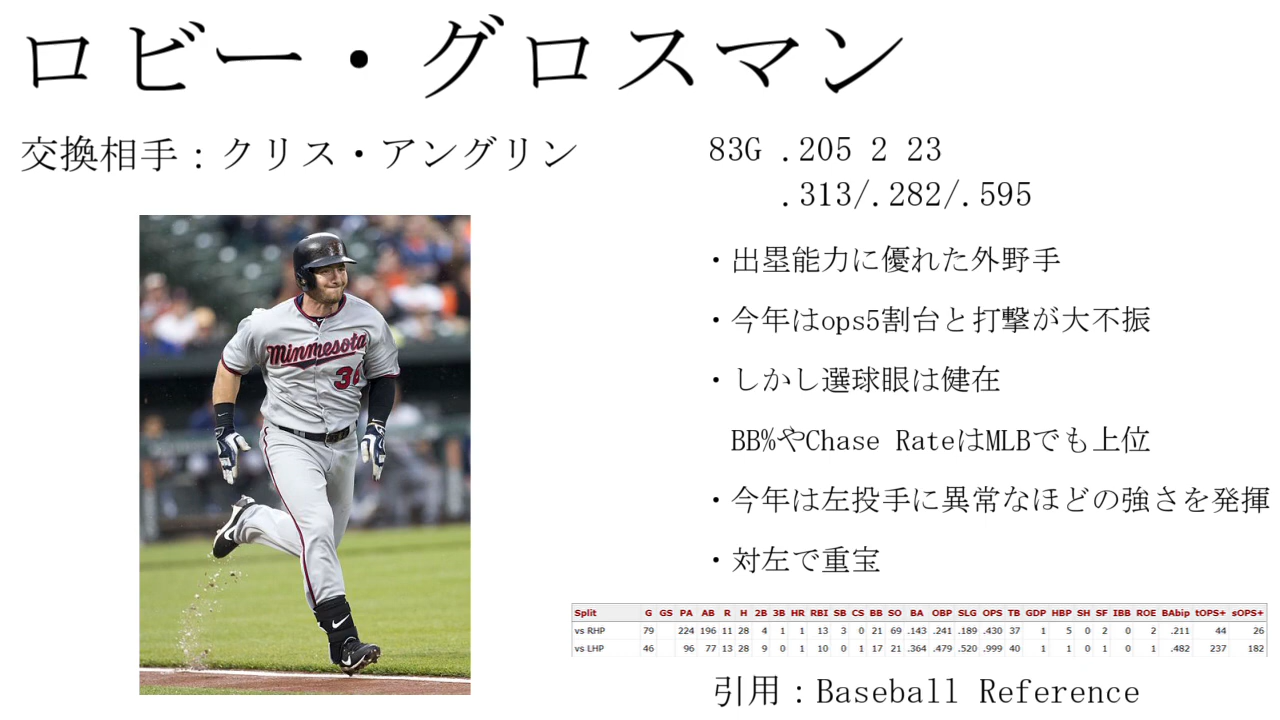 ロビー・グロスマン
交換相手：クリス・アングリン
83G .205 2 23
.313/.282/.595
・出塁能力に優れた外野手
・今年はops5割台と打撃が大不振
・しかし選球眼は健在
BB%やChase RateはMLBでも上位
・今年は左投手に異常なほどの強さを発揮
・対左で重宝
Minnesota
36
Split G GS PA AB R H 2B 3B HR RBI SB CS BB SO BA OBP SLG OPS TB GDP HBP SH SF IBB ROE BAbip tOPS+ sOPS+
vs RHP 79 224 196 11 28 4 1 1 13 3 0 21 69 .143 .241 .189 .430 37 1 5 0 2 0 2 .211 44 26
vs LHP 46 96 77 13 28 9 0 1 10 0 1 17 21 .364 .479 .520 .999 40 1 1 0 1 0 1 .482 237 182
引用：Baseball Reference